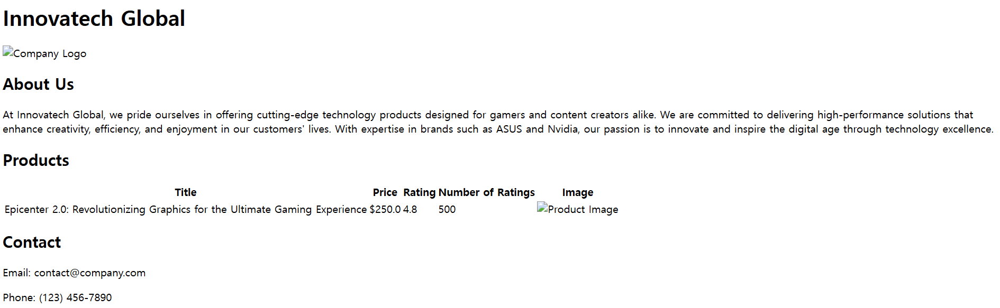 Innovatech Global
Company Logo
About Us
At Innovatech Global, we pride ourselves in offering cutting-edge technology products designed for gamers and content creators alike. We are committed to delivering high-performance solutions that
enhance creativity, efficiency, and enjoyment in our customers' lives. With expertise in brands such as ASUS and Nvidia, our passion is to innovate and inspire the digital age through technology excellence.
Products
Title Price Rating Number of Ratings Image
Epicenter 2.0: Revolutionizing Graphics for the Ultimate Gaming Experience $250.0 4.8 500 Product Image
Contact
Email: contact@company.com
Phone: (123) 456-7890